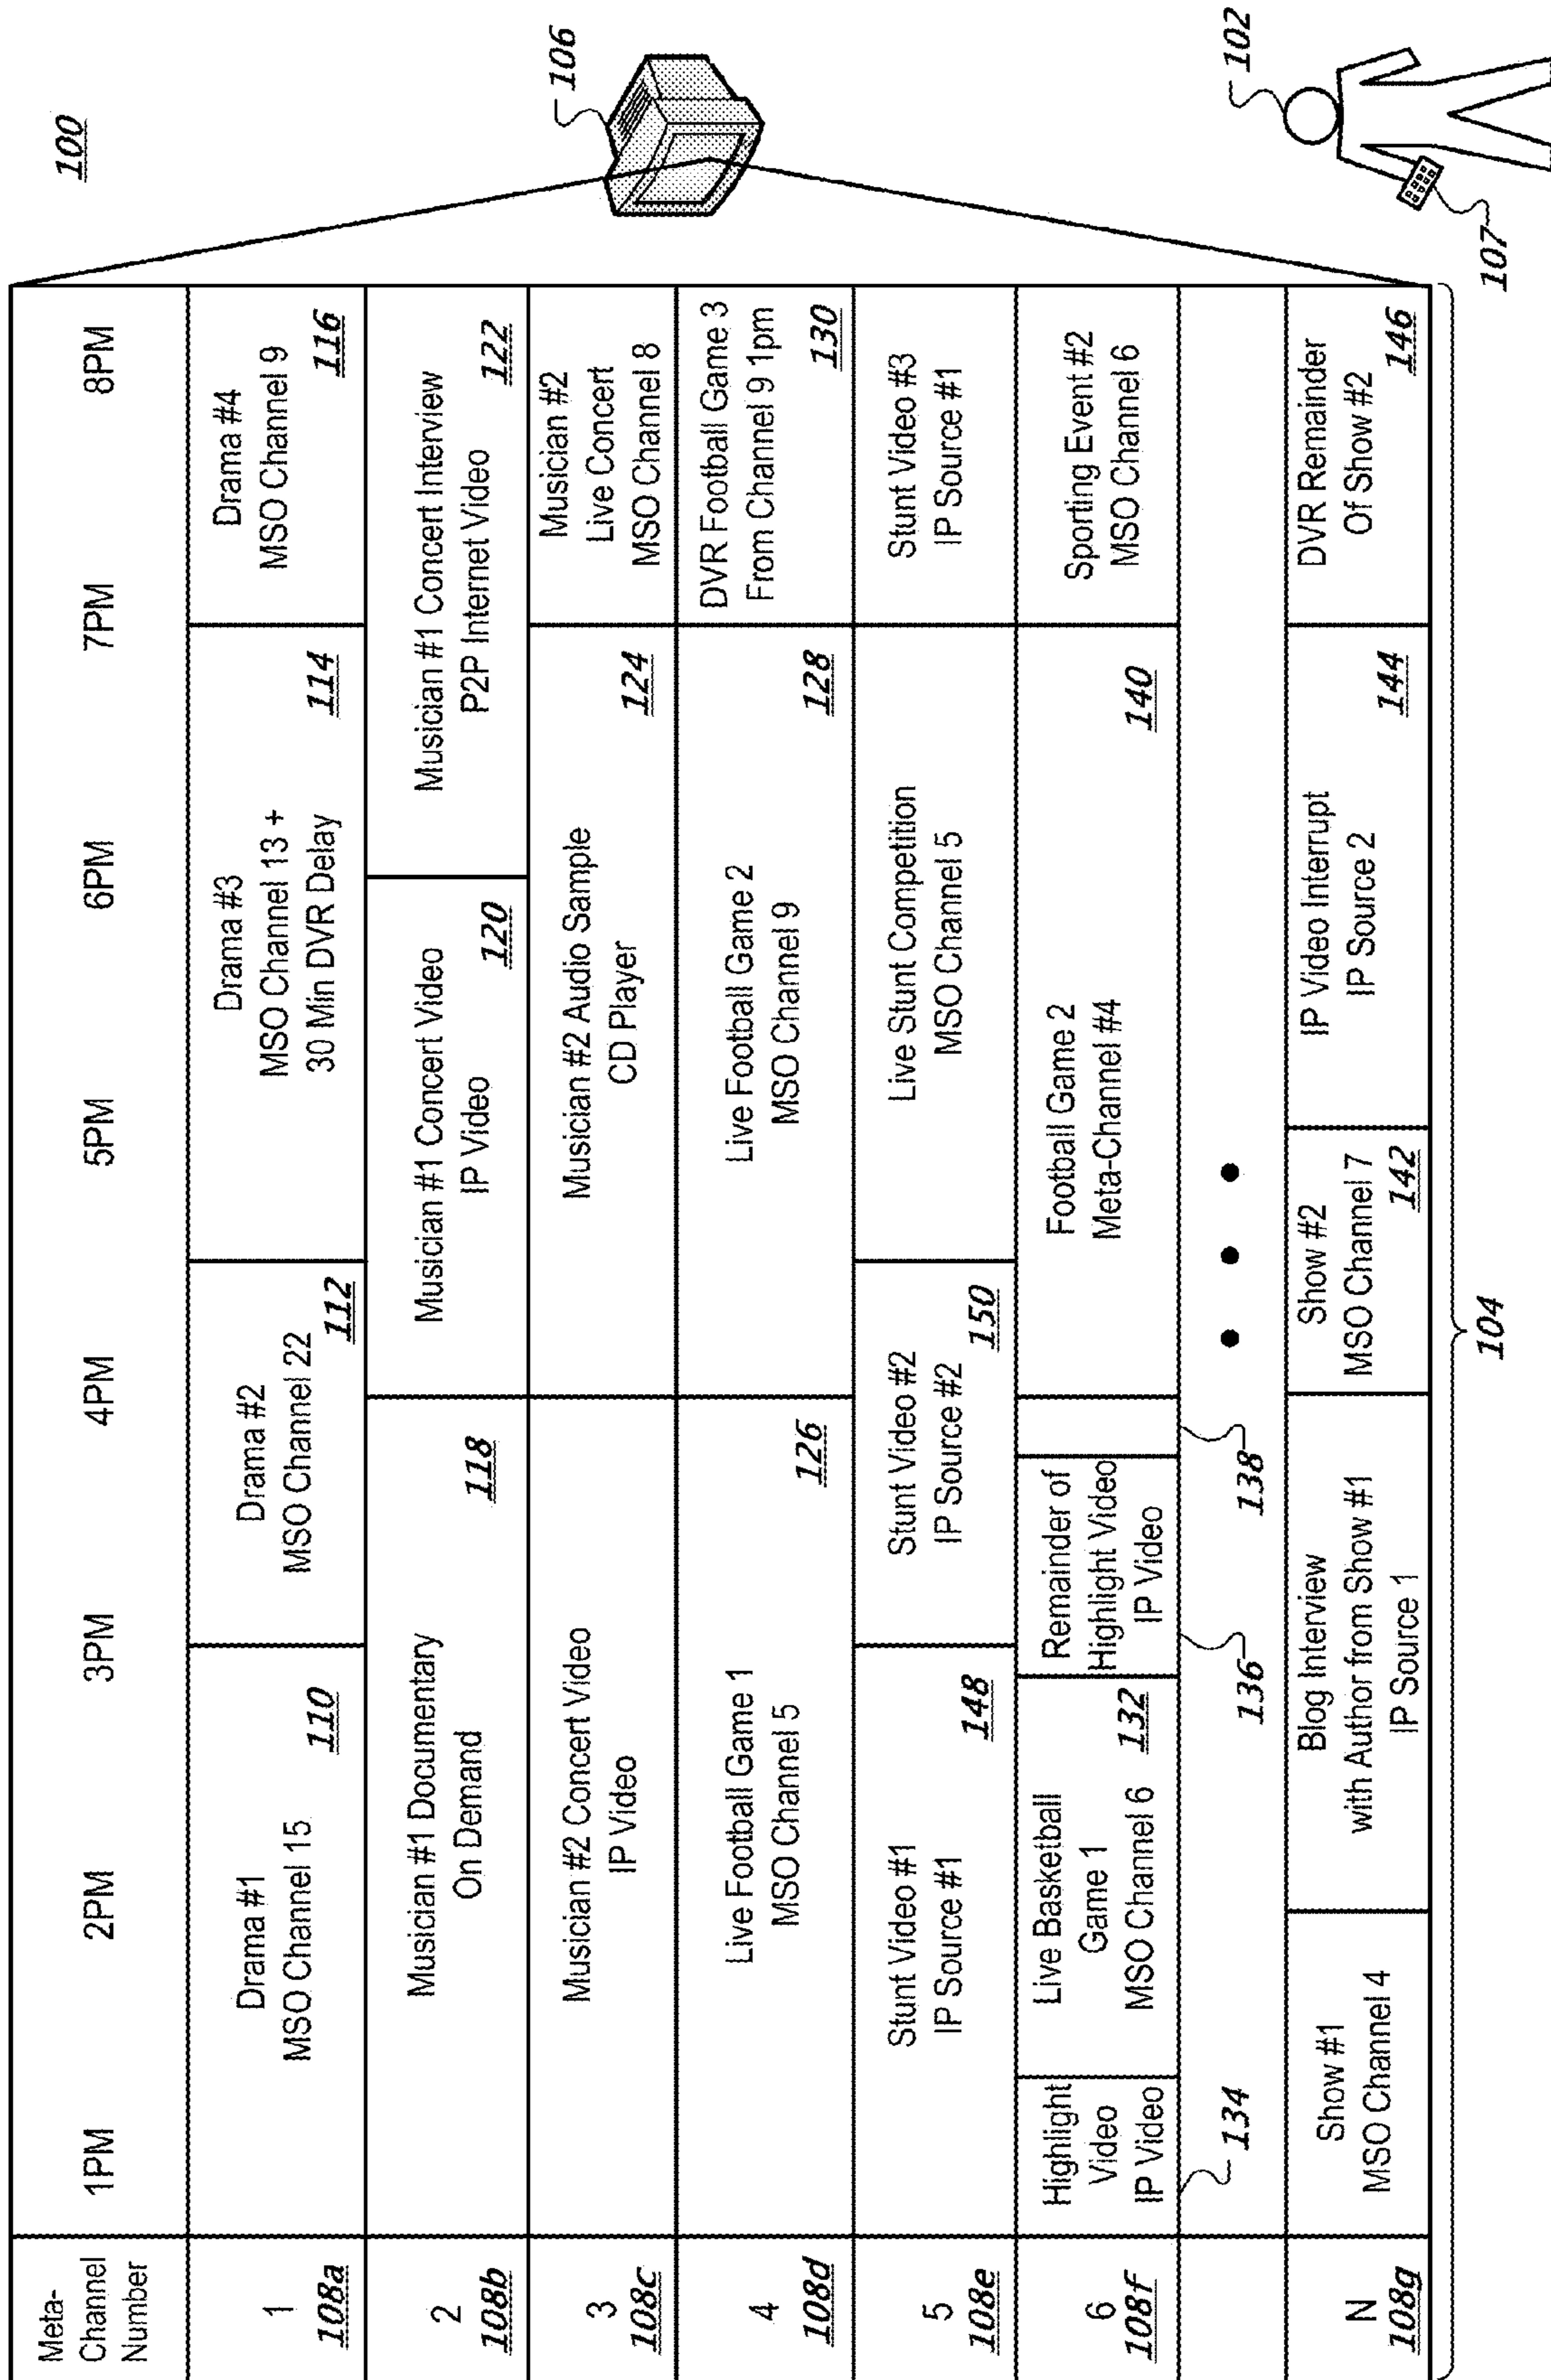 100
Meta-
Channel
Number
1PM
2PM
3PM
4PM
5PM
6PM
7PM
8PM
1
108a
Drama #1
MSO Channel 15
110
Drama #2
MSO Channel 22
112
Drama #3
MSO Channel 13 +
30 Min DVR Delay
114
Drama #4
MSO Channel 9
116
2
108b
Musician #1 Documentary
On Demand
118
Musician #1 Concert Video
IP Video
120
Musician #1 Concert Interview
P2P Internet Video
122
3
108c
Musician #2 Concert Video
IP Video
Musician #2 Audio Sample
CD Player
124
Musician #2
Live Concert
MSO Channel 8
4
108d
Live Football Game 1
MSO Channel 5
126
Live Football Game 2
MSO Channel 9
128
DVR Football Game 3
From Channel 9 1pm
130
5
108e
Stunt Video #1
IP Source #1
148
Stunt Video #2
IP Source #2
150
Live Stunt Competition
MSO Channel 5
Stunt Video #3
IP Source #1
6
108f
Highlight
Video
IP Video
134
Live Basketball
Game 1
MSO Channel 6
132
Remainder of
Highlight Video
IP Video
136
138
Football Game 2
Meta-Channel #4
140
Sporting Event #2
MSO Channel 6
N
108g
Show #1
MSO Channel 4
Blog Interview
with Author from Show #1
IP Source 1
Show #2
MSO Channel 7
142
IP Video Interrupt
IP Source 2
144
DVR Remainder
Of Show #2
146
104
106
102
107